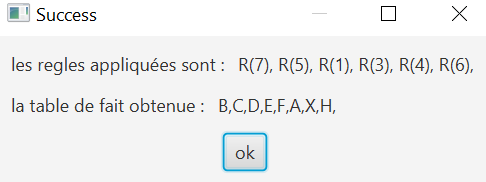 Success
les regles appliquées sont : R(7), R(5), R(1), R(3), R(4), R(6),
la table de fait obtenue : B,C,D,E,F,A,X,H,
ok